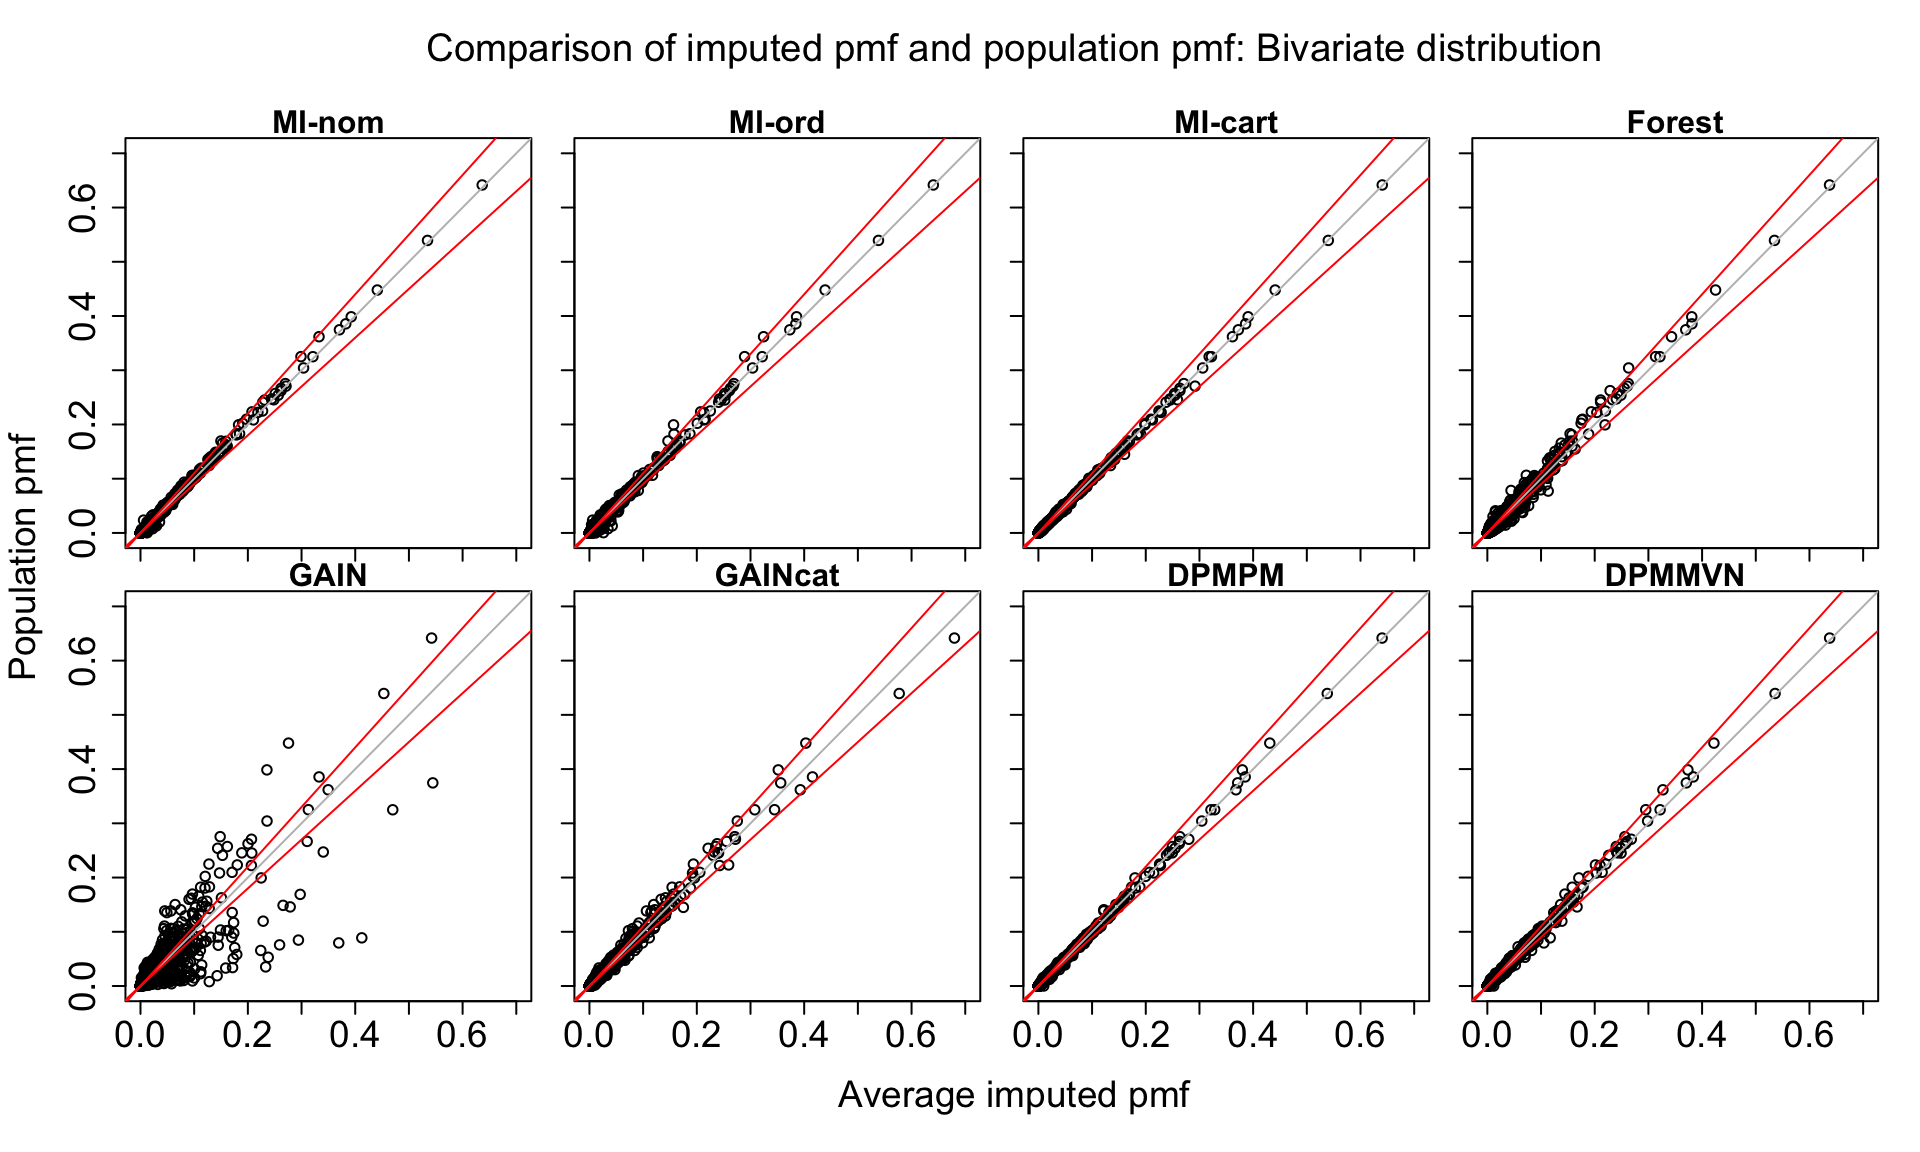 Comparison of imputed pmf and population pmf: Bivariate distribution
MI-nom MI-ord MI-cart Forest
0.6
0.4
0.2
0.0
GAIN GAINcat DPMPM DPMMVN
Population pmf
0.6
0.4
0.2
0.0
0.0 0.2 0.4 0.6 0.0 0.2 0.4 0.6 0.0 0.2 0.4 0.6 0.0 0.2 0.4 0.6
Average imputed pmf